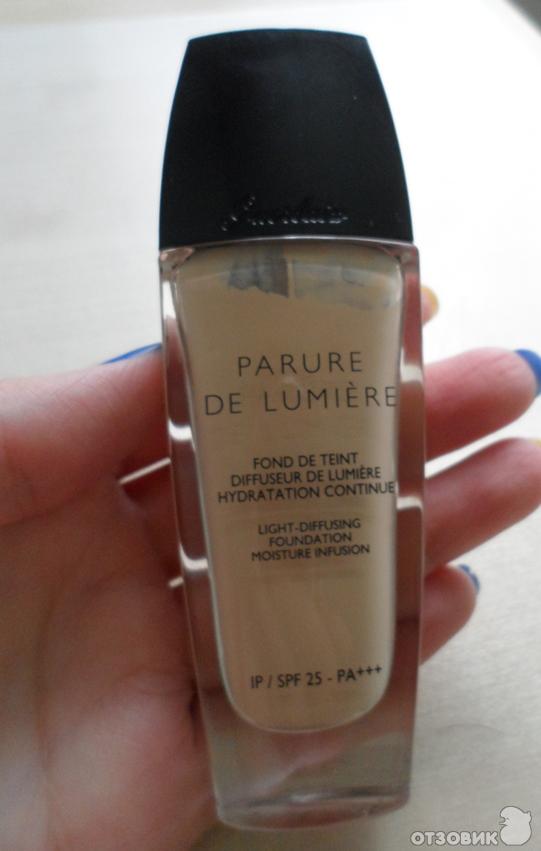 Guerlain
PARURE
DE LUMIÈRE
FOND DE TEINT
DIFFUSEUR DE LUMIÈRE
HYDRATATION CONTINUE
LIGHT-DIFFUSING
FOUNDATION
MOISTURE INFUSION
IP / SPF 25 - PA+++
ОТЗОВИК